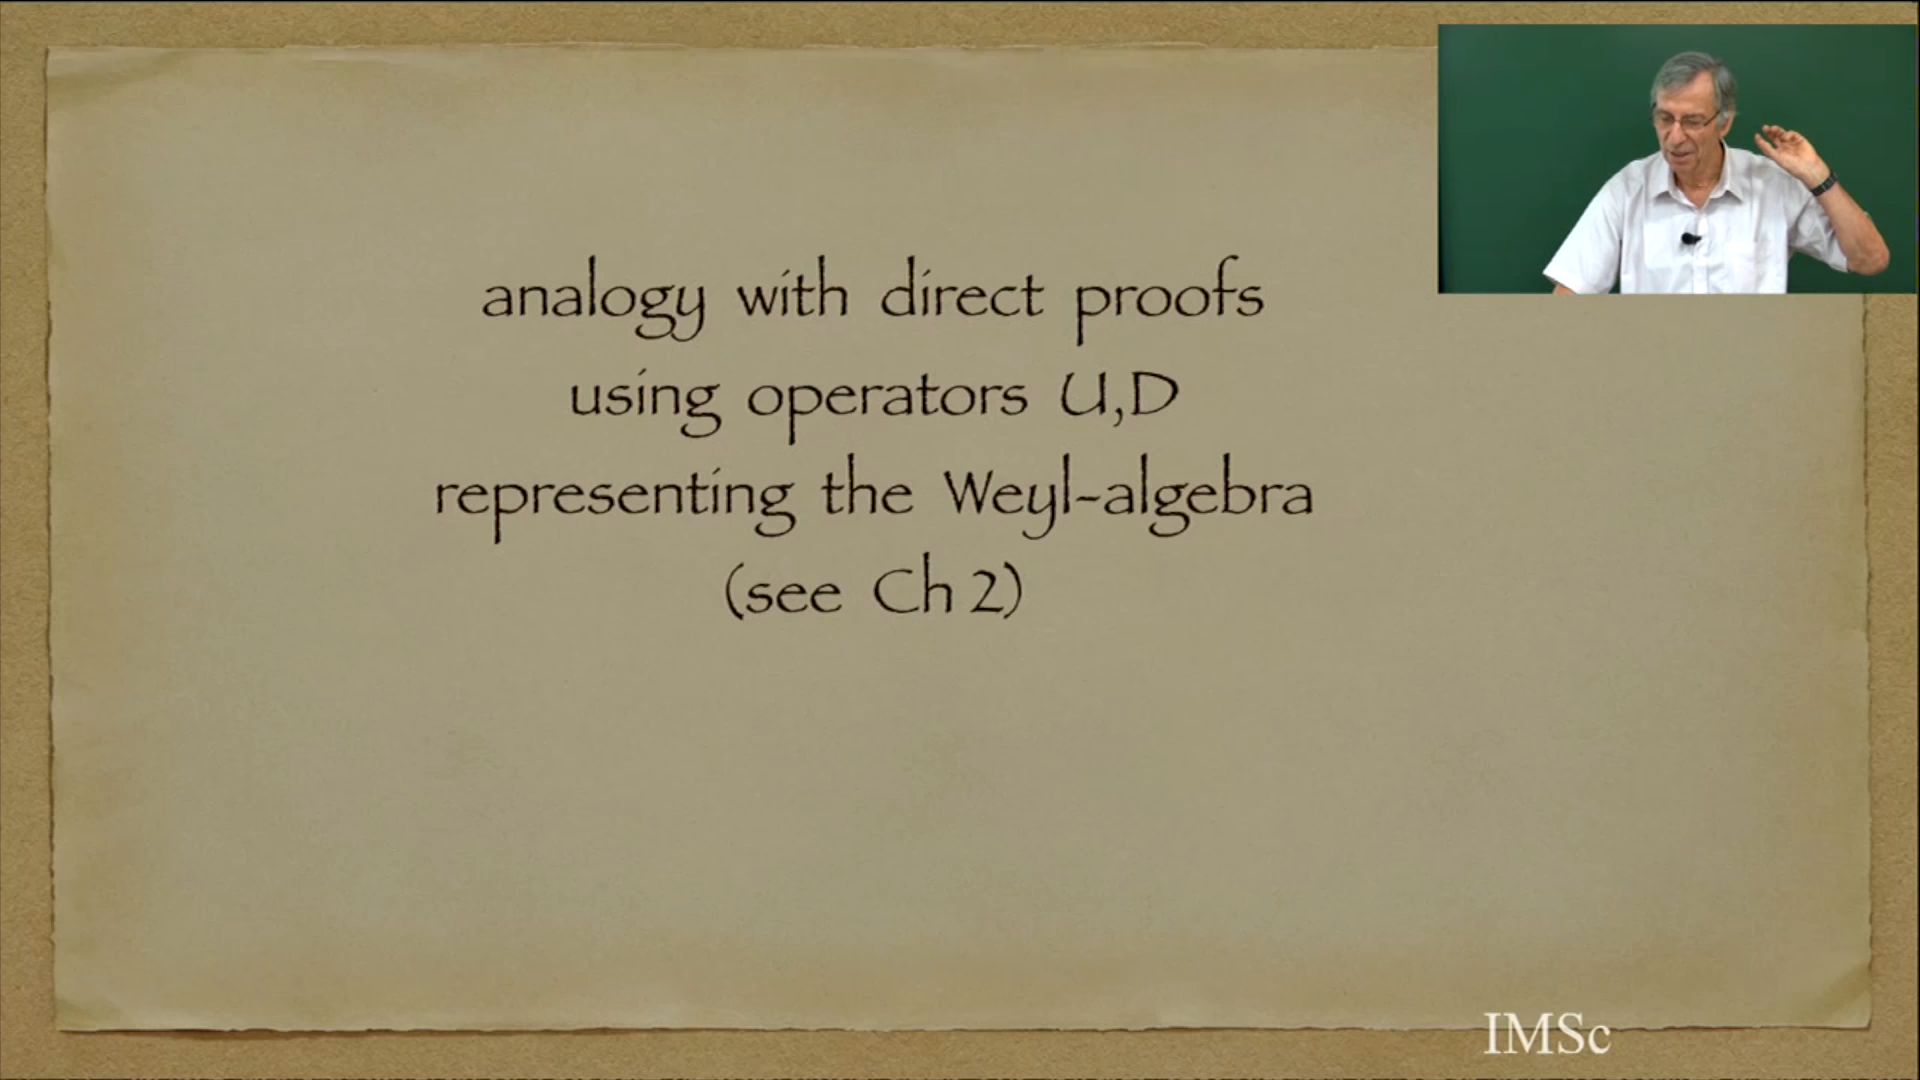 analogy with direct proofs
using operators U,D
representing the Weyl-algebra
(see Ch 2)
IMSc